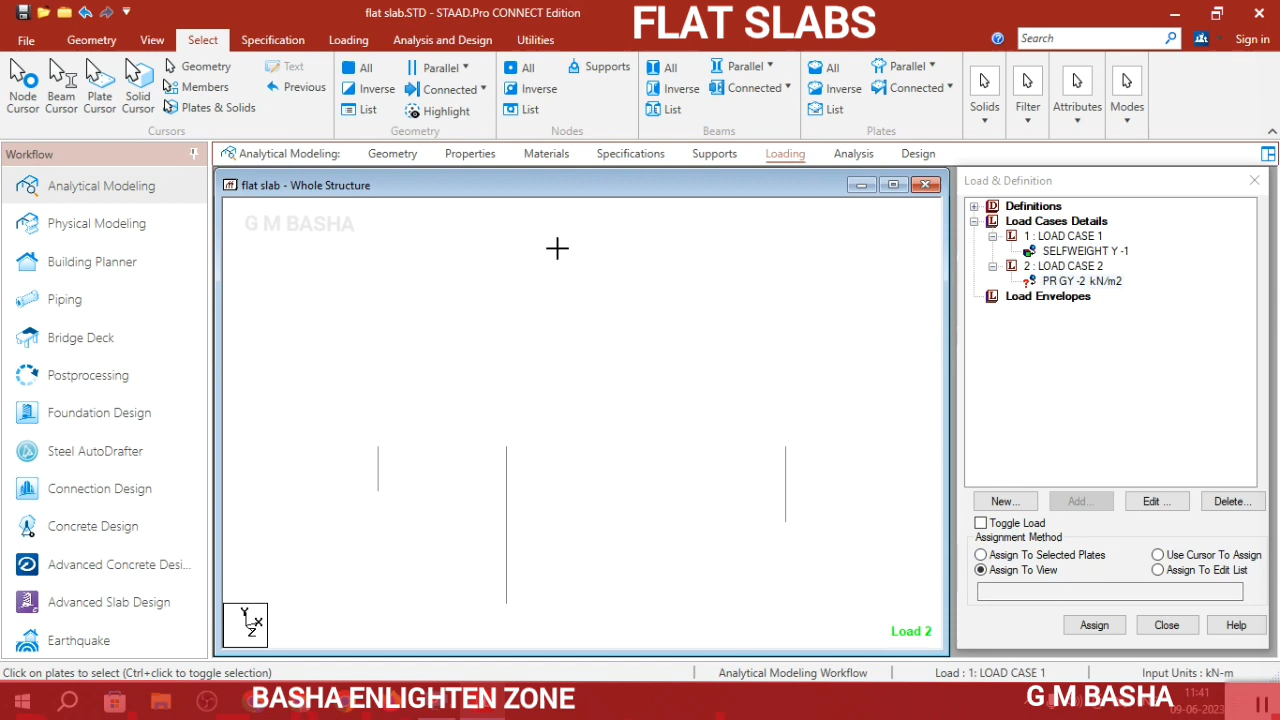 flat slab.STD - STAAD.Pro CONNECT Edition
FLAT SLABS
File Geometry View Select Specification Loading Analysis and Design Utilities
Search
Sign in
Node Cursor
Beam Cursor
Plate Cursor
Solid Cursor
Geometry
Members
Plates & Solids
Text
Previous
Cursors
All
Inverse
List
Parallel
Connected
Highlight
Geometry
All
Inverse
List
Supports
Nodes
All
Inverse
List
Parallel
Connected
Beams
All
Inverse
List
Parallel
Connected
Plates
Solids
Filter
Attributes
Modes
Workflow
Analytical Modeling: Geometry Properties Materials Specifications Supports Loading Analysis Design
Analytical Modeling
Physical Modeling
Building Planner
Piping
Bridge Deck
Postprocessing
Foundation Design
Steel AutoDrafter
Connection Design
Concrete Design
Advanced Concrete Desi...
Advanced Slab Design
Earthquake
flat slab - Whole Structure
G M BASHA
Y
X
Z
Load 2
Load & Definition
Definitions
Load Cases Details
1 : LOAD CASE 1
SELFWEIGHT Y -1
2 : LOAD CASE 2
PR GY -2 kN/m2
Load Envelopes
New... Add... Edit ... Delete...
Toggle Load
Assignment Method
Assign To Selected Plates
Use Cursor To Assign
Assign To View
Assign To Edit List
Assign Close Help
Click on plates to select (Ctrl+click to toggle selection)
Analytical Modeling Workflow
Load : 1: LOAD CASE 1
Input Units : kN-m
BASHA ENLIGHTEN ZONE
G M BASHA
11:41
09-06-2023